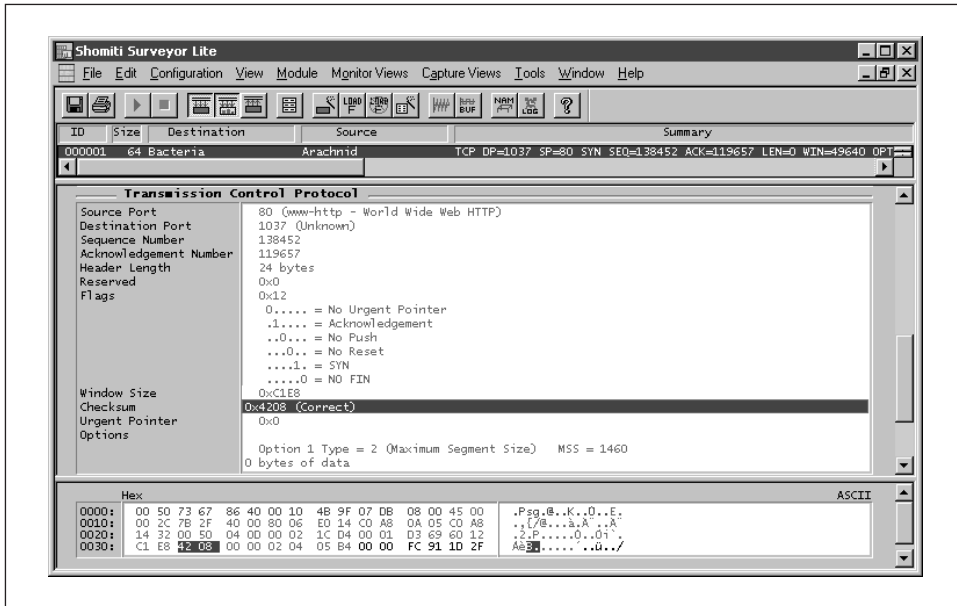 Shomiti Surveyor Lite
File Edit Configuration View Module Monitor Views Capture Views Tools Window Help
LOAD F LOAD BUF NAM LOG
ID Size Destination Source Summary
000001 64 Bacteria Arachnid TCP DP=1037 SP=80 SYN SEQ=138452 ACK=119657 LEN=0 WIN=49640 OPT
Transmission Control Protocol
Source Port 80 (www-http - World Wide Web HTTP)
Destination Port 1037 (Unknown)
Sequence Number 138452
Acknowledgement Number 119657
Header Length 24 bytes
Reserved 0x0
Flags 0x12
0..... = No Urgent Pointer
.1.... = Acknowledgement
..0... = No Push
...0.. = No Reset
....1. = SYN
.....0 = NO FIN
Window Size 0xC1E8
Checksum 0x4208 (Correct)
Urgent Pointer 0x0
Options
Option 1 Type = 2 (Maximum Segment Size) MSS = 1460
0 bytes of data
Hex ASCII
0000: 00 50 73 67 86 40 00 10 4B 9F 07 DB 08 00 45 00 .Psg.@..K..Û..E.
0010: 00 2C 7B 2F 40 00 80 06 E0 14 C0 A8 0A 05 C0 A8 .,{/@...à.À¨..À¨
0020: 14 32 00 50 04 0D 00 02 1C D4 00 01 D3 69 60 12 .2.P.....Ô..Ói`.
0030: C1 E8 42 08 00 00 02 04 05 B4 00 00 FC 91 1D 2F ÁèB......´..ü../